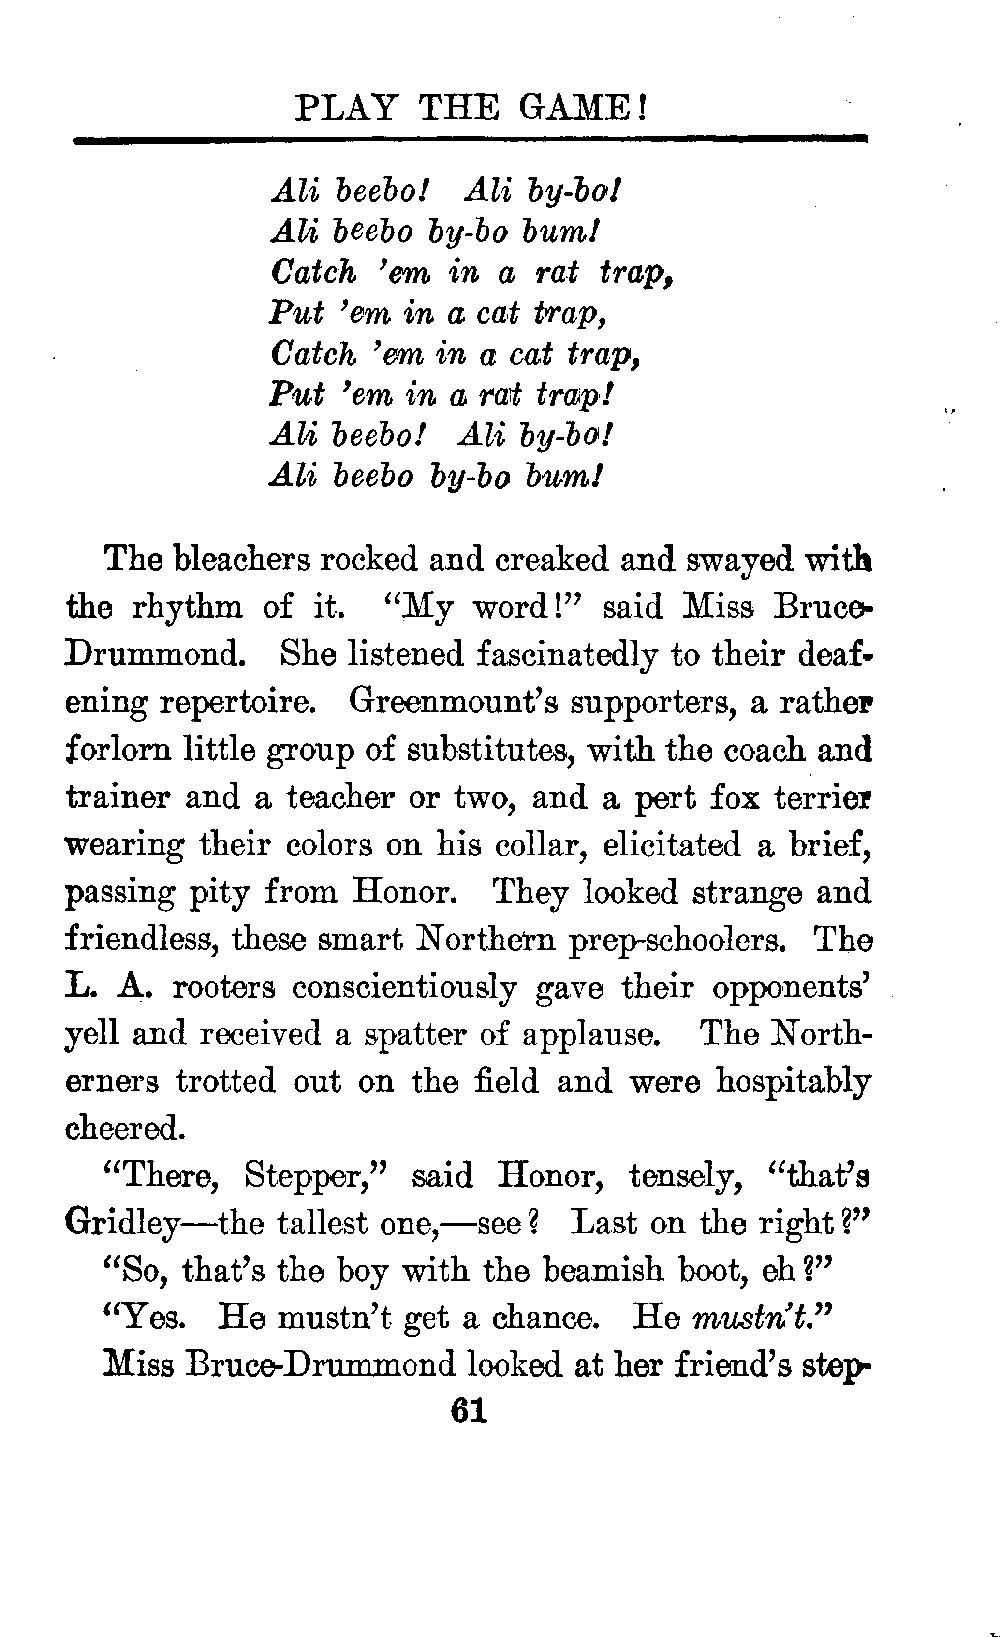 PLAY THE GAME!
Ali beebo! Ali by-bo!
Ali beebo by-bo bum!
Catch 'em in a rat trap,
Put 'em in a cat trap,
Catch 'em in a cat trap,
Put 'em in a rat trap!
Ali beebo! Ali by-bo!
Ali beebo by-bo bum!
The bleachers rocked and creaked and swayed with
the rhythm of it. “My word!” said Miss Bruce-
Drummond. She listened fascinatedly to their deaf-
ening repertoire. Greenmount’s supporters, a rather
forlorn little group of substitutes, with the coach and
trainer and a teacher or two, and a pert fox terrier
wearing their colors on his collar, elicitated a brief,
passing pity from Honor. They looked strange and
friendless, these smart Northern prep-schoolers. The
L. A. rooters conscientiously gave their opponents’
yell and received a spatter of applause. The North-
erners trotted out on the field and were hospitably
cheered.
“There, Stepper,” said Honor, tensely, “that’s
Gridley—the tallest one,—see? Last on the right?”
“So, that’s the boy with the beamish boot, eh?”
“Yes. He mustn’t get a chance. He mustn’t.”
Miss Bruce-Drummond looked at her friend’s step-
61